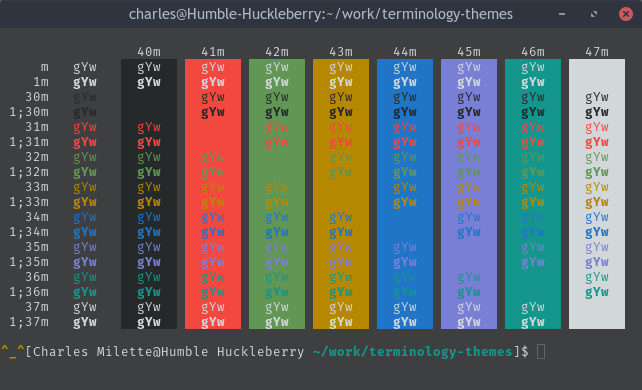 charles@Humble-Huckleberry:~/work/terminology-themes
40m 41m 42m 43m 44m 45m 46m 47m
m gYw gYw gYw gYw gYw gYw gYw gYw
1m gYw gYw gYw gYw gYw gYw gYw gYw
30m gYw gYw gYw gYw gYw gYw gYw gYw
1;30m gYw gYw gYw gYw gYw gYw gYw gYw
31m gYw gYw gYw gYw gYw gYw gYw gYw
1;31m gYw gYw gYw gYw gYw gYw gYw gYw
32m gYw gYw gYw gYw gYw gYw gYw gYw
1;32m gYw gYw gYw gYw gYw gYw gYw gYw
33m gYw gYw gYw gYw gYw gYw gYw gYw
1;33m gYw gYw gYw gYw gYw gYw gYw gYw
34m gYw gYw gYw gYw gYw gYw gYw gYw
1;34m gYw gYw gYw gYw gYw gYw gYw gYw
35m gYw gYw gYw gYw gYw gYw gYw gYw
1;35m gYw gYw gYw gYw gYw gYw gYw gYw
36m gYw gYw gYw gYw gYw gYw gYw gYw
1;36m gYw gYw gYw gYw gYw gYw gYw gYw
37m gYw gYw gYw gYw gYw gYw gYw gYw
1;37m gYw gYw gYw gYw gYw gYw gYw gYw
^_^[Charles Milette@Humble Huckleberry ~/work/terminology-themes]$